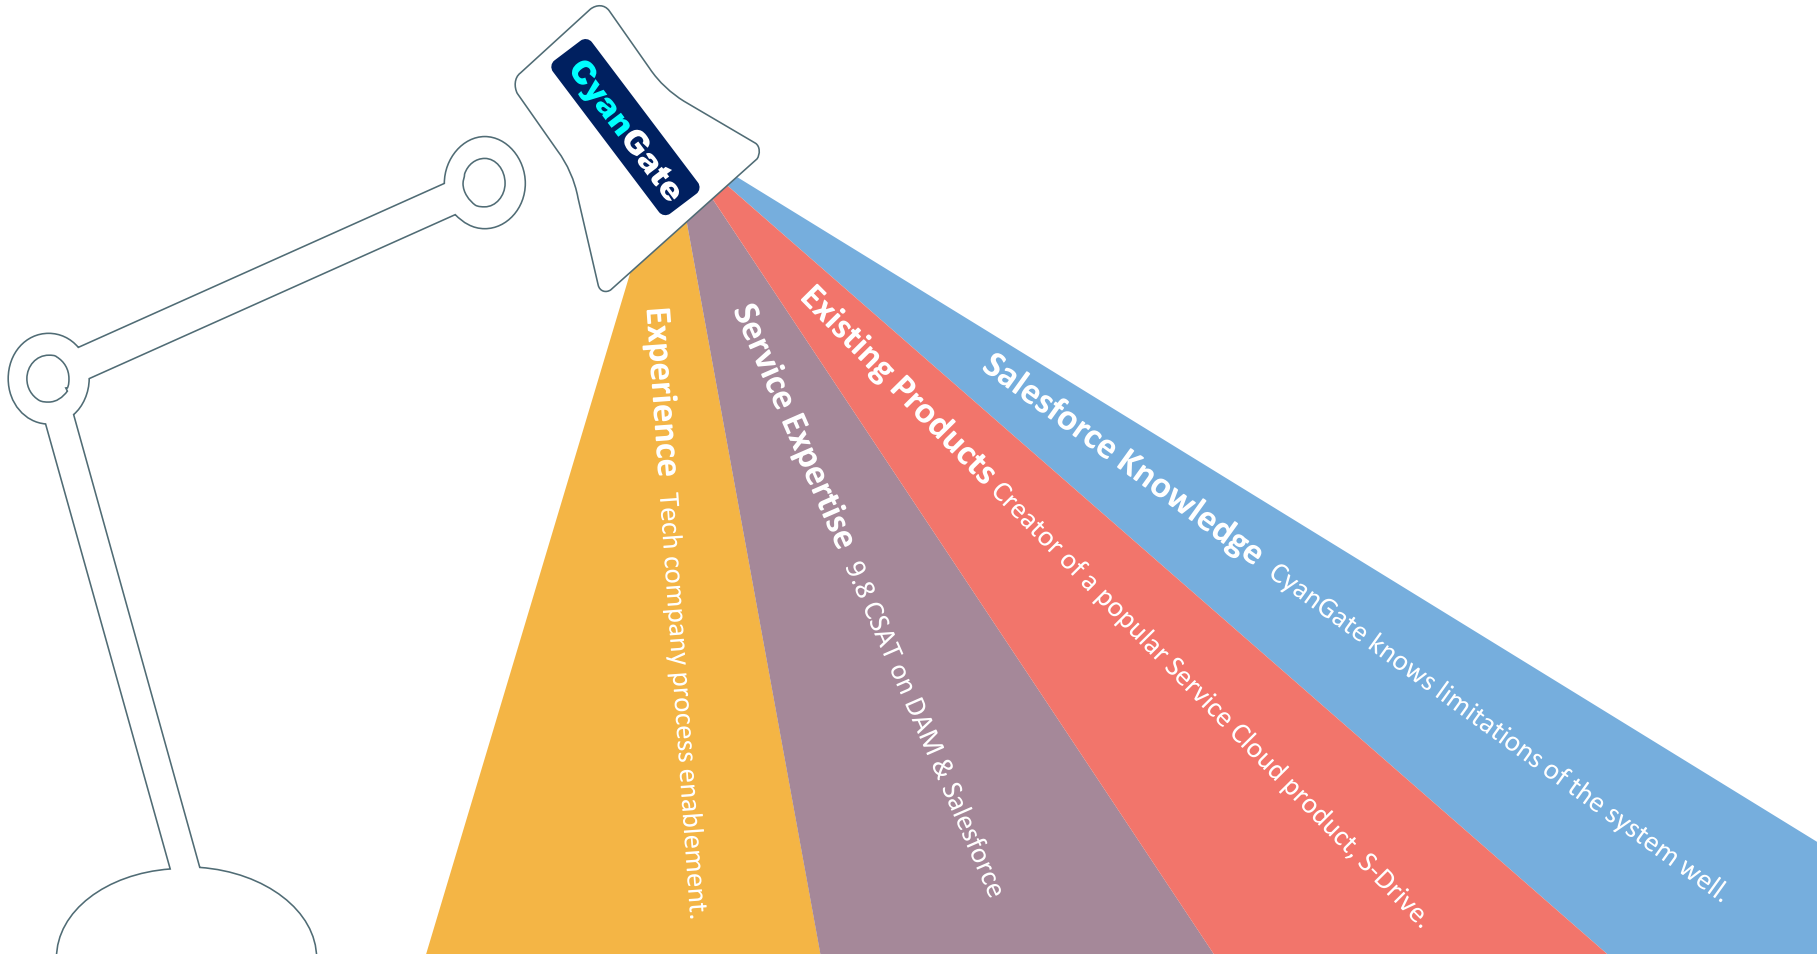 CyanGate
Experience Tech company process enablement.
Service Expertise 9.8 CSAT on DAM & Salesforce
Existing Products Creator of a popular Service Cloud product, S-Drive.
Salesforce Knowledge CyanGate knows limitations of the system well.